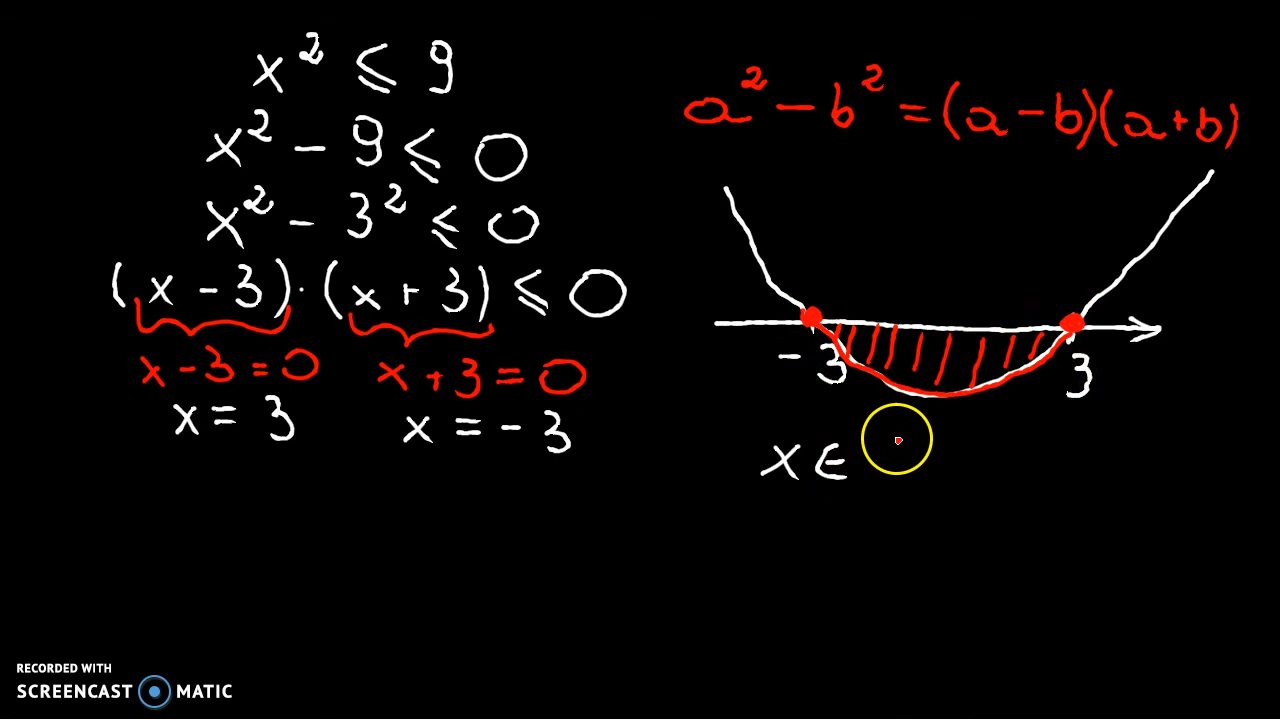 x² ≤ 9
x² - 9 ≤ 0
x² - 3² ≤ 0
(x - 3) · (x + 3) ≤ 0
x - 3 = 0 x + 3 = 0
x = 3 x = - 3
a² - b² = (a - b)(a + b)
- 3 3
x ∈
RECORDED WITH
SCREENCAST MATIC